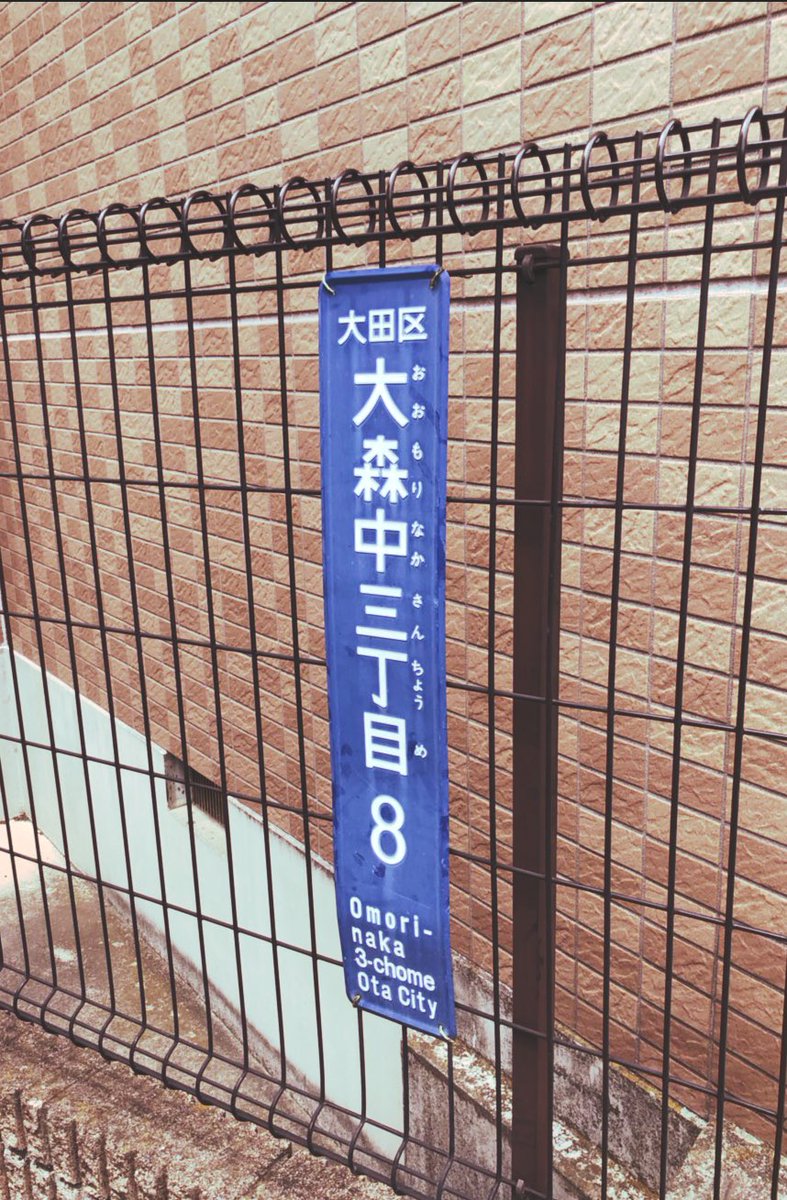 大田区
大森中三丁目8
おおもりなかさんちょうめ
Omori-
naka
3-chome
Ota City